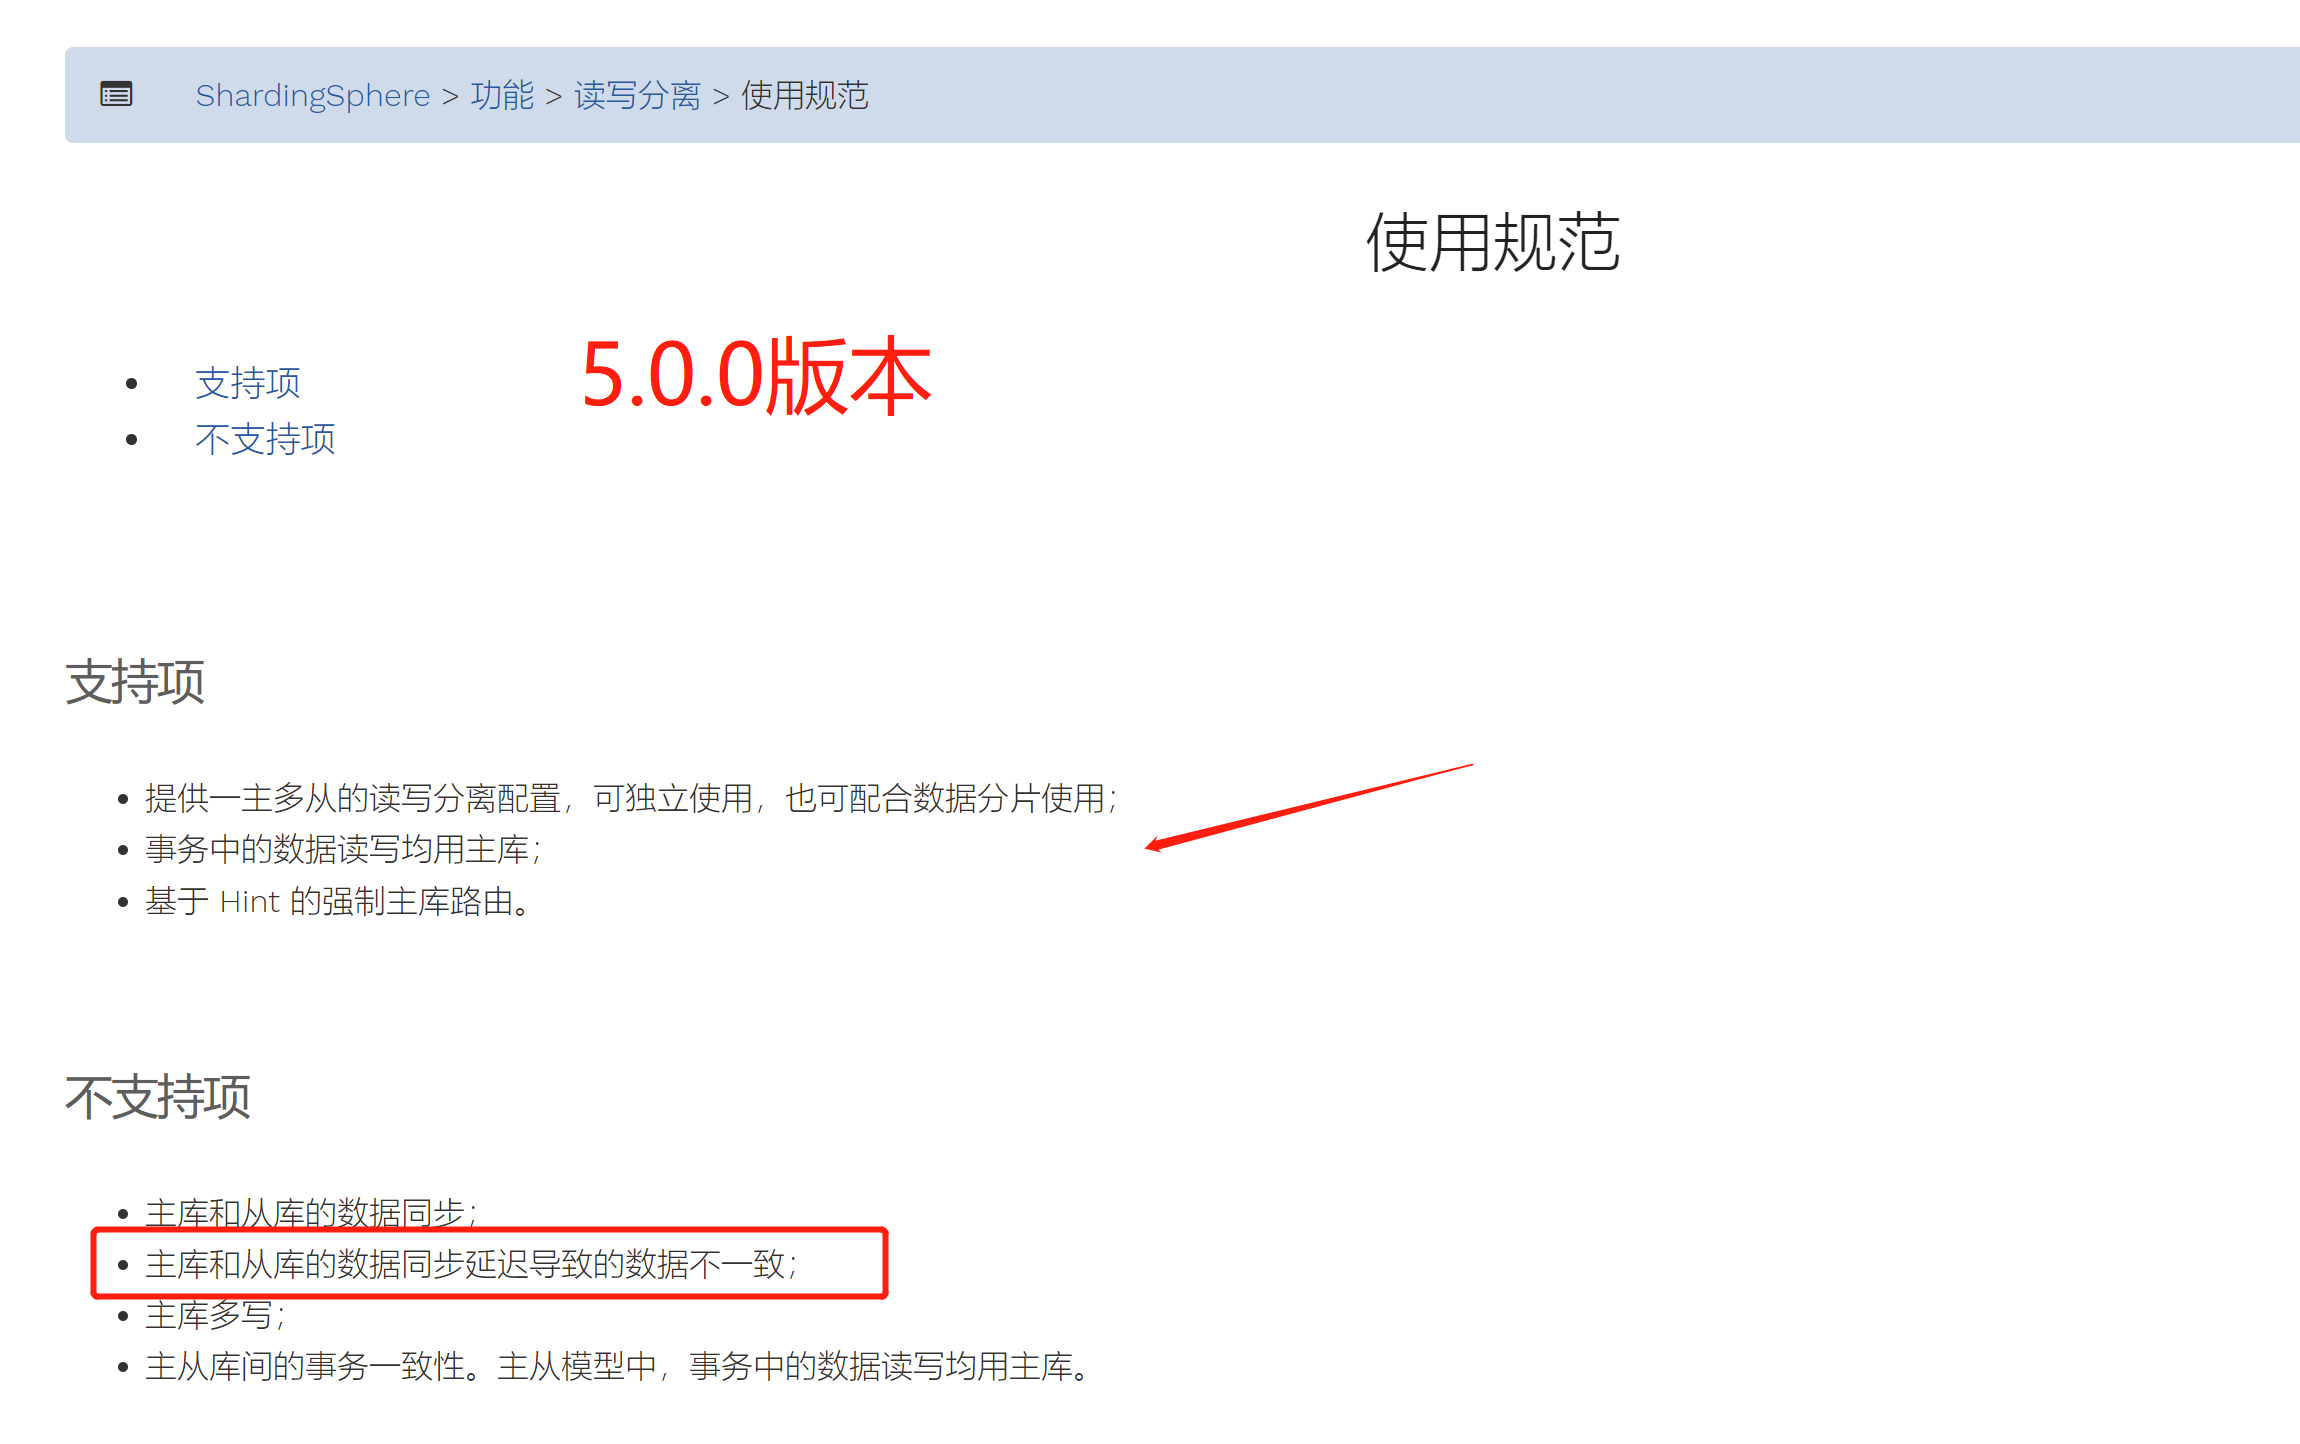 ShardingSphere > 功能 > 读写分离 > 使用规范
使用规范
5.0.0版本
支持项
不支持项
支持项
提供一主多从的读写分离配置，可独立使用，也可配合数据分片使用；
事务中的数据读写均用主库；
基于 Hint 的强制主库路由。
不支持项
主库和从库的数据同步；
主库和从库的数据同步延迟导致的数据不一致；
主库多写；
主从库间的事务一致性。主从模型中，事务中的数据读写均用主库。